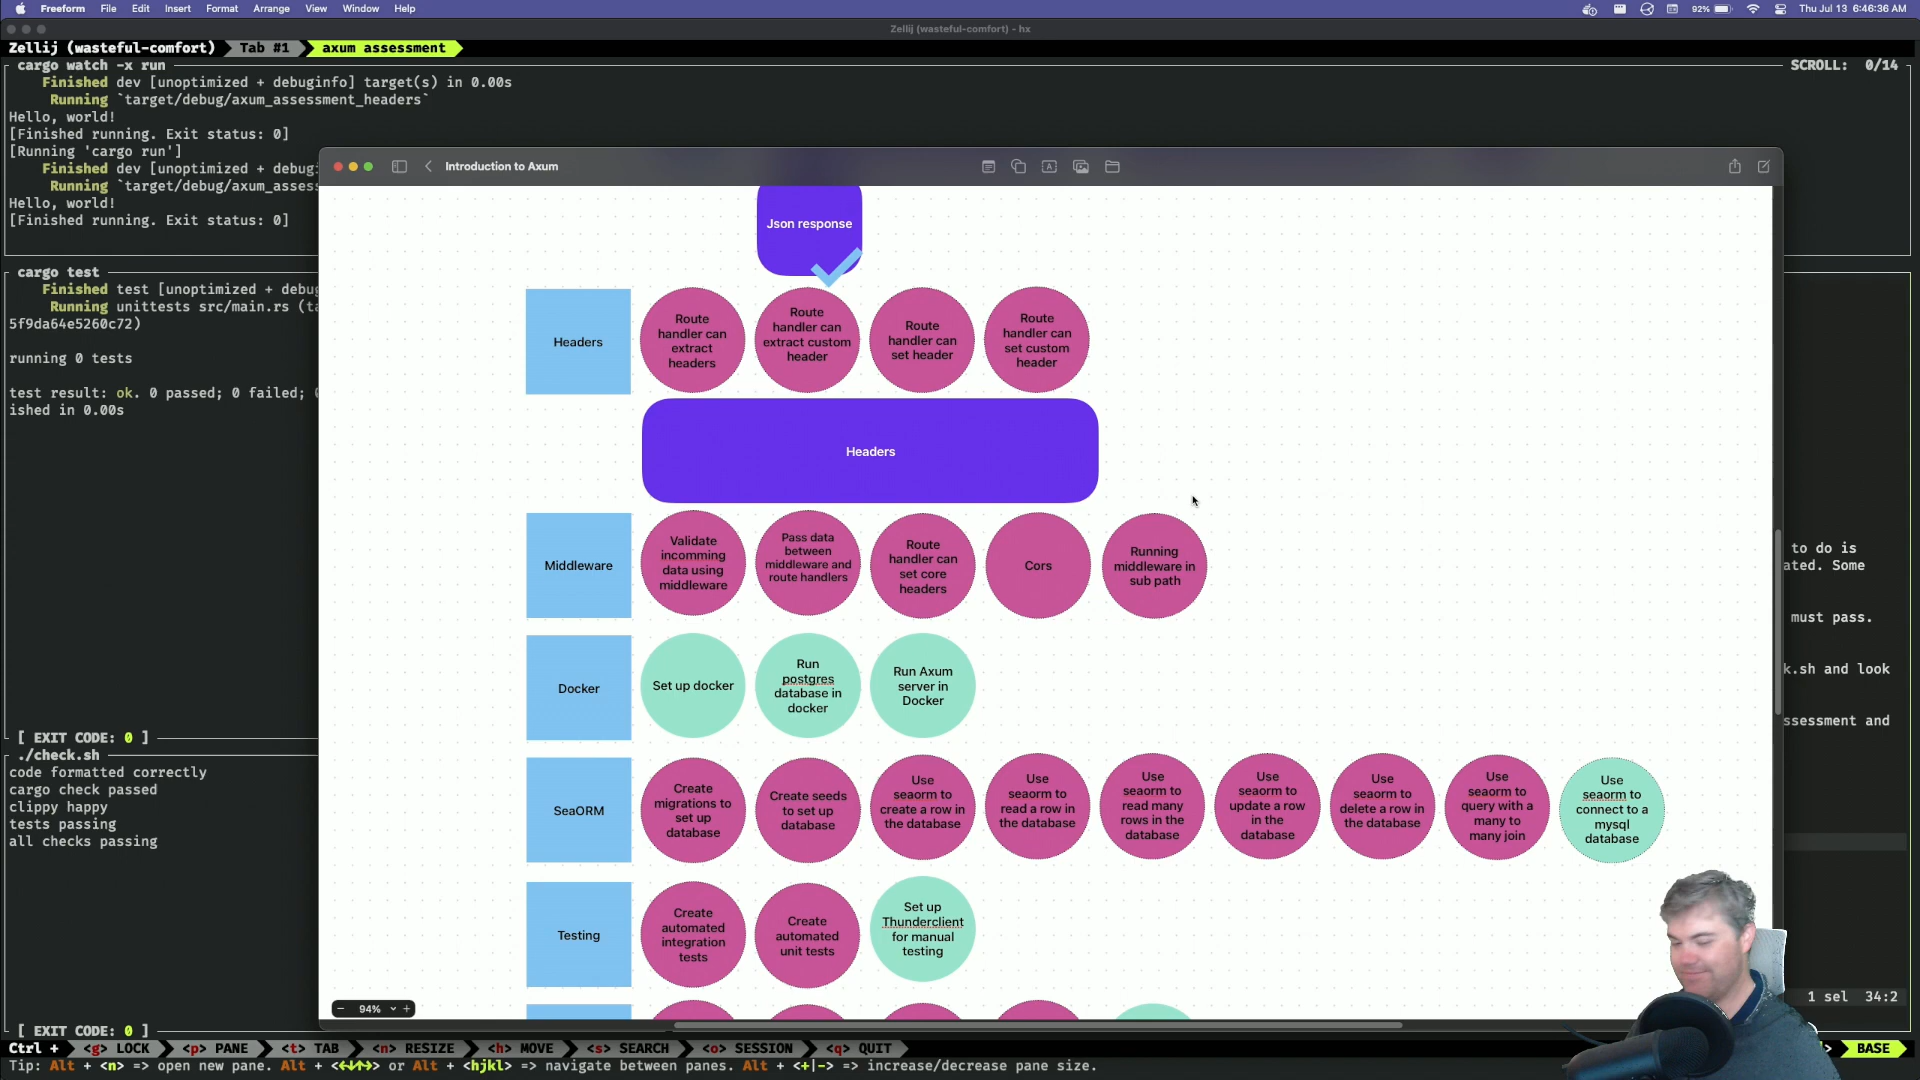 Freeform File Edit Insert Format Arrange View Window Help 92% Thu Jul 13 6:46:36 AM
Zellij (wasteful-comfort) - hx
Zellij (wasteful-comfort) Tab #1 axum assessment
cargo watch -x run SCROLL: 0/14
Finished dev [unoptimized + debuginfo] target(s) in 0.00s
Running `target/debug/axum_assessment_headers`
Hello, world!
[Finished running. Exit status: 0]
[Running 'cargo run']
Finished dev [unoptimized + debug
Running `target/debug/axum_asses
Hello, world!
[Finished running. Exit status: 0]
cargo test
Finished test [unoptimized + debu
Running unittests src/main.rs (ta
5f9da64e5260c72)
running 0 tests
test result: ok. 0 passed; 0 failed;
ished in 0.00s
[ EXIT CODE: 0 ]
./check.sh
code formatted correctly
cargo check passed
clippy happy
tests passing
all checks passing
[ EXIT CODE: 0 ]
Introduction to Axum
Json response
Headers
Route
handler can
extract
headers
Route
handler can
extract custom
header
Route
handler can
set header
Route
handler can
set custom
header
Headers
Middleware
Validate
incomming
data using
middleware
Pass data
between
middleware and
route handlers
Route
handler can
set core
headers
Cors
Running
middleware in
sub path
Docker
Set up docker
Run
postgres
database in
docker
Run Axum
server in
Docker
SeaORM
Create
migrations to
set up
database
Create seeds
to set up
database
Use
seaorm to
create a row in
the database
Use
seaorm to
read a row in
the database
Use
seaorm to
read many
rows in the
database
Use
seaorm to
update a row
in the
database
Use
seaorm to
delete a row in
the database
Use
seaorm to
query with a
many to
many join
Use
seaorm to
connect to a
mysql
database
Testing
Create
automated
integration
tests
Create
automated
unit tests
Set up
Thunderclient
for manual
testing
94%
to do is
ated. Some
must pass.
k.sh and look
ssessment and
1 sel 34:2
Ctrl + <g> LOCK <p> PANE <t> TAB <n> RESIZE <h> MOVE <s> SEARCH <o> SESSION <q> QUIT > BASE
Tip: Alt + <n> => open new pane. Alt + <←↓↑→> or Alt + <hjkl> => navigate between panes. Alt + <+|-> => increase/decrease pane size.